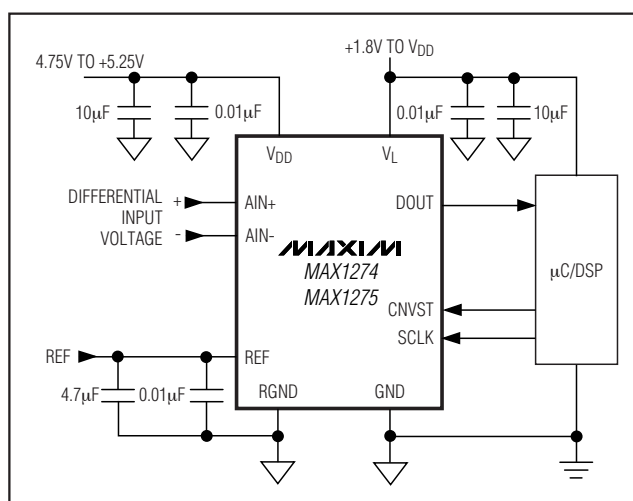 4.75V TO +5.25V
+1.8V TO VDD
10µF
0.01µF
0.01µF
10µF
VDD
VL
DIFFERENTIAL
INPUT
VOLTAGE
+
-
AIN+
AIN-
DOUT
MAXIM
MAX1274
MAX1275
µC/DSP
CNVST
SCLK
REF
REF
4.7µF
0.01µF
RGND
GND